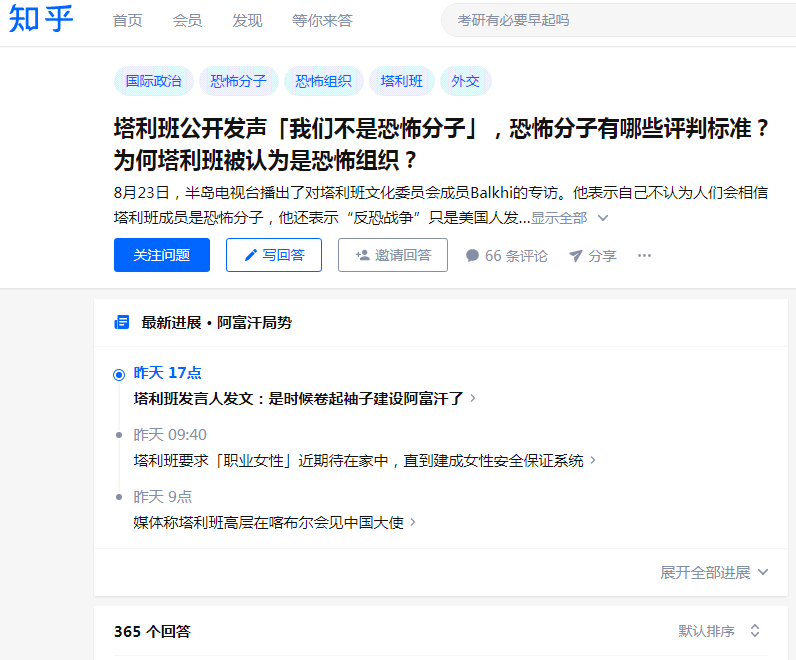 知乎 首页 会员 发现 等你来答 考研有必要早起吗
国际政治 恐怖分子 恐怖组织 塔利班 外交
塔利班公开发声「我们不是恐怖分子」，恐怖分子有哪些评判标准？
为何塔利班被认为是恐怖组织？
8月23日，半岛电视台播出了对塔利班文化委员会成员Balkhi的专访。他表示自己不认为人们会相信
塔利班成员是恐怖分子，他还表示“反恐战争”只是美国人发...显示全部
关注问题 写回答 邀请回答 66 条评论 分享 ···
最新进展·阿富汗局势
昨天 17点
塔利班发言人发文：是时候卷起袖子建设阿富汗了
昨天 09:40
塔利班要求「职业女性」近期待在家中，直到建成女性安全保证系统
昨天 9点
媒体称塔利班高层在喀布尔会见中国大使
展开全部进展
365 个回答 默认排序